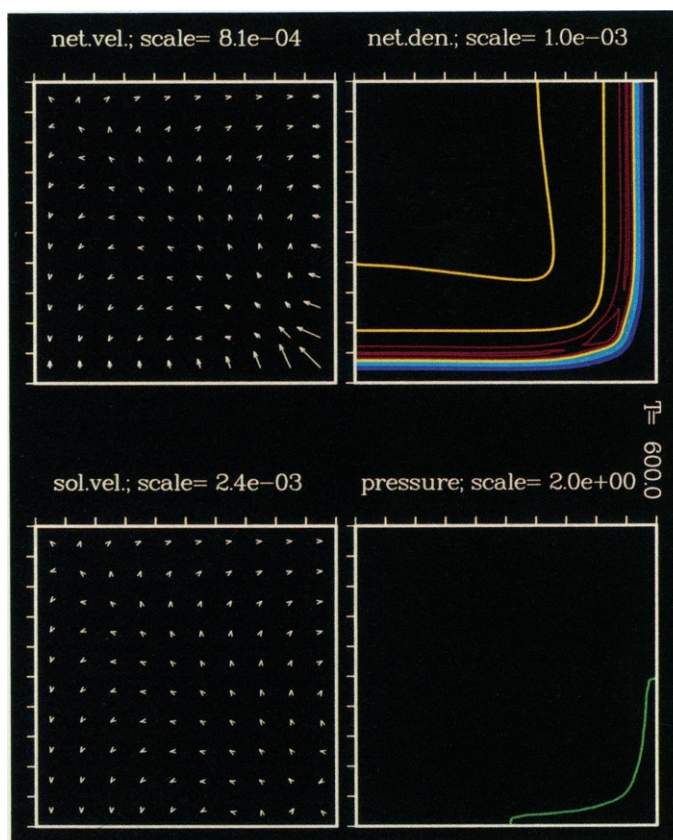 net.vel.; scale= 8.1e-04
net.den.; scale= 1.0e-03
T= 600.0
sol.vel.; scale= 2.4e-03
pressure; scale= 2.0e+00